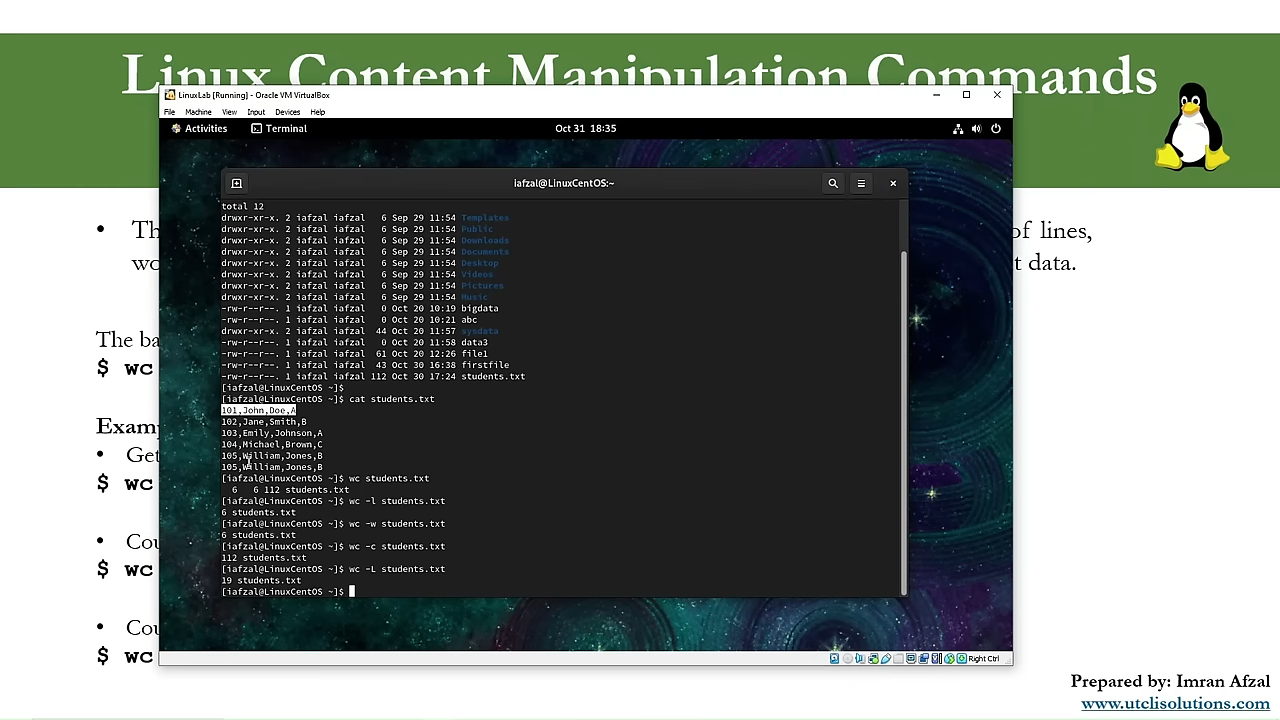 Linux Content Manipulation Commands
LinuxLab [Running] - Oracle VM VirtualBox
File Machine View Input Devices Help
Activities Terminal Oct 31 18:35
iafzal@LinuxCentOS:~
total 12
drwxr-xr-x. 2 iafzal iafzal 6 Sep 29 11:54 Templates
drwxr-xr-x. 2 iafzal iafzal 6 Sep 29 11:54 Public
drwxr-xr-x. 2 iafzal iafzal 6 Sep 29 11:54 Downloads
drwxr-xr-x. 2 iafzal iafzal 6 Sep 29 11:54 Documents
drwxr-xr-x. 2 iafzal iafzal 6 Sep 29 11:54 Desktop
drwxr-xr-x. 2 iafzal iafzal 6 Sep 29 11:54 Videos
drwxr-xr-x. 2 iafzal iafzal 6 Sep 29 11:54 Pictures
drwxr-xr-x. 2 iafzal iafzal 6 Sep 29 11:54 Music
-rw-r--r--. 1 iafzal iafzal 0 Oct 20 10:19 bigdata
-rw-r--r--. 1 iafzal iafzal 0 Oct 20 10:21 abc
drwxr-xr-x. 2 iafzal iafzal 44 Oct 20 11:57 sysdata
-rw-r--r--. 1 iafzal iafzal 0 Oct 20 11:58 data3
-rw-r--r--. 1 iafzal iafzal 61 Oct 20 12:26 file1
-rw-r--r--. 1 iafzal iafzal 43 Oct 30 16:38 firstfile
-rw-r--r--. 1 iafzal iafzal 112 Oct 30 17:24 students.txt
[iafzal@LinuxCentOS ~]$
[iafzal@LinuxCentOS ~]$ cat students.txt
101,John,Doe,A
102,Jane,Smith,B
103,Emily,Johnson,A
104,Michael,Brown,C
105,William,Jones,B
105,William,Jones,B
[iafzal@LinuxCentOS ~]$ wc students.txt
6 6 112 students.txt
[iafzal@LinuxCentOS ~]$ wc -l students.txt
6 students.txt
[iafzal@LinuxCentOS ~]$ wc -w students.txt
6 students.txt
[iafzal@LinuxCentOS ~]$ wc -c students.txt
112 students.txt
[iafzal@LinuxCentOS ~]$ wc -L students.txt
19 students.txt
[iafzal@LinuxCentOS ~]$
Right Ctrl
• Th of lines,
wo t data.
The ba
$ wc
Exam
• Get
$ wc
• Cou
$ wc
• Cou
$ wc
Prepared by: Imran Afzal
www.utclisolutions.com